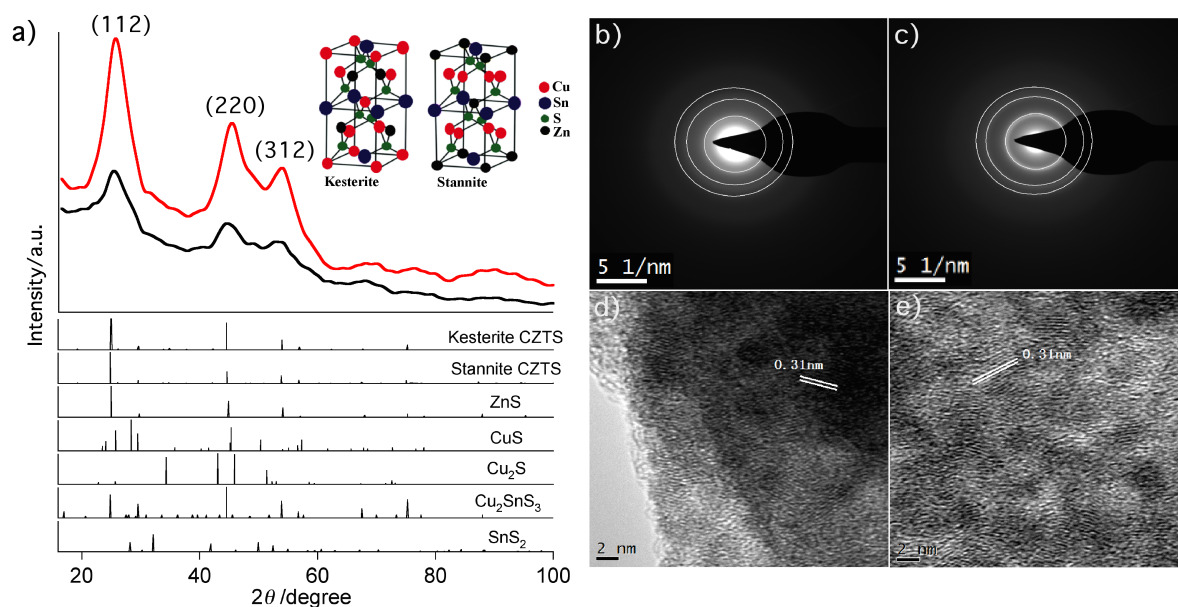 a)
(112)
(220)
(312)
Cu
Sn
S
Zn
Kesterite
Stannite
Intensity/a.u.
Kesterite CZTS
Stannite CZTS
ZnS
CuS
Cu₂S
Cu₂SnS₃
SnS₂
20
40
60
80
100
2θ /degree
b)
5 1/nm
c)
5 1/nm
d)
0.31nm
2 nm
e)
0.31nm
2 nm